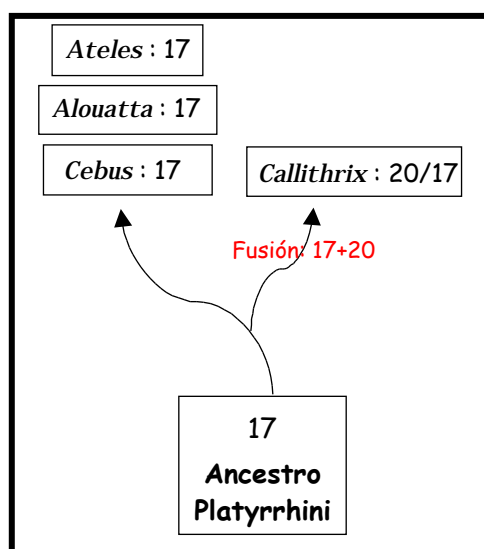 Ateles : 17
Alouatta : 17
Cebus : 17
Callithrix : 20/17
Fusión: 17+20
17
Ancestro
Platyrrhini